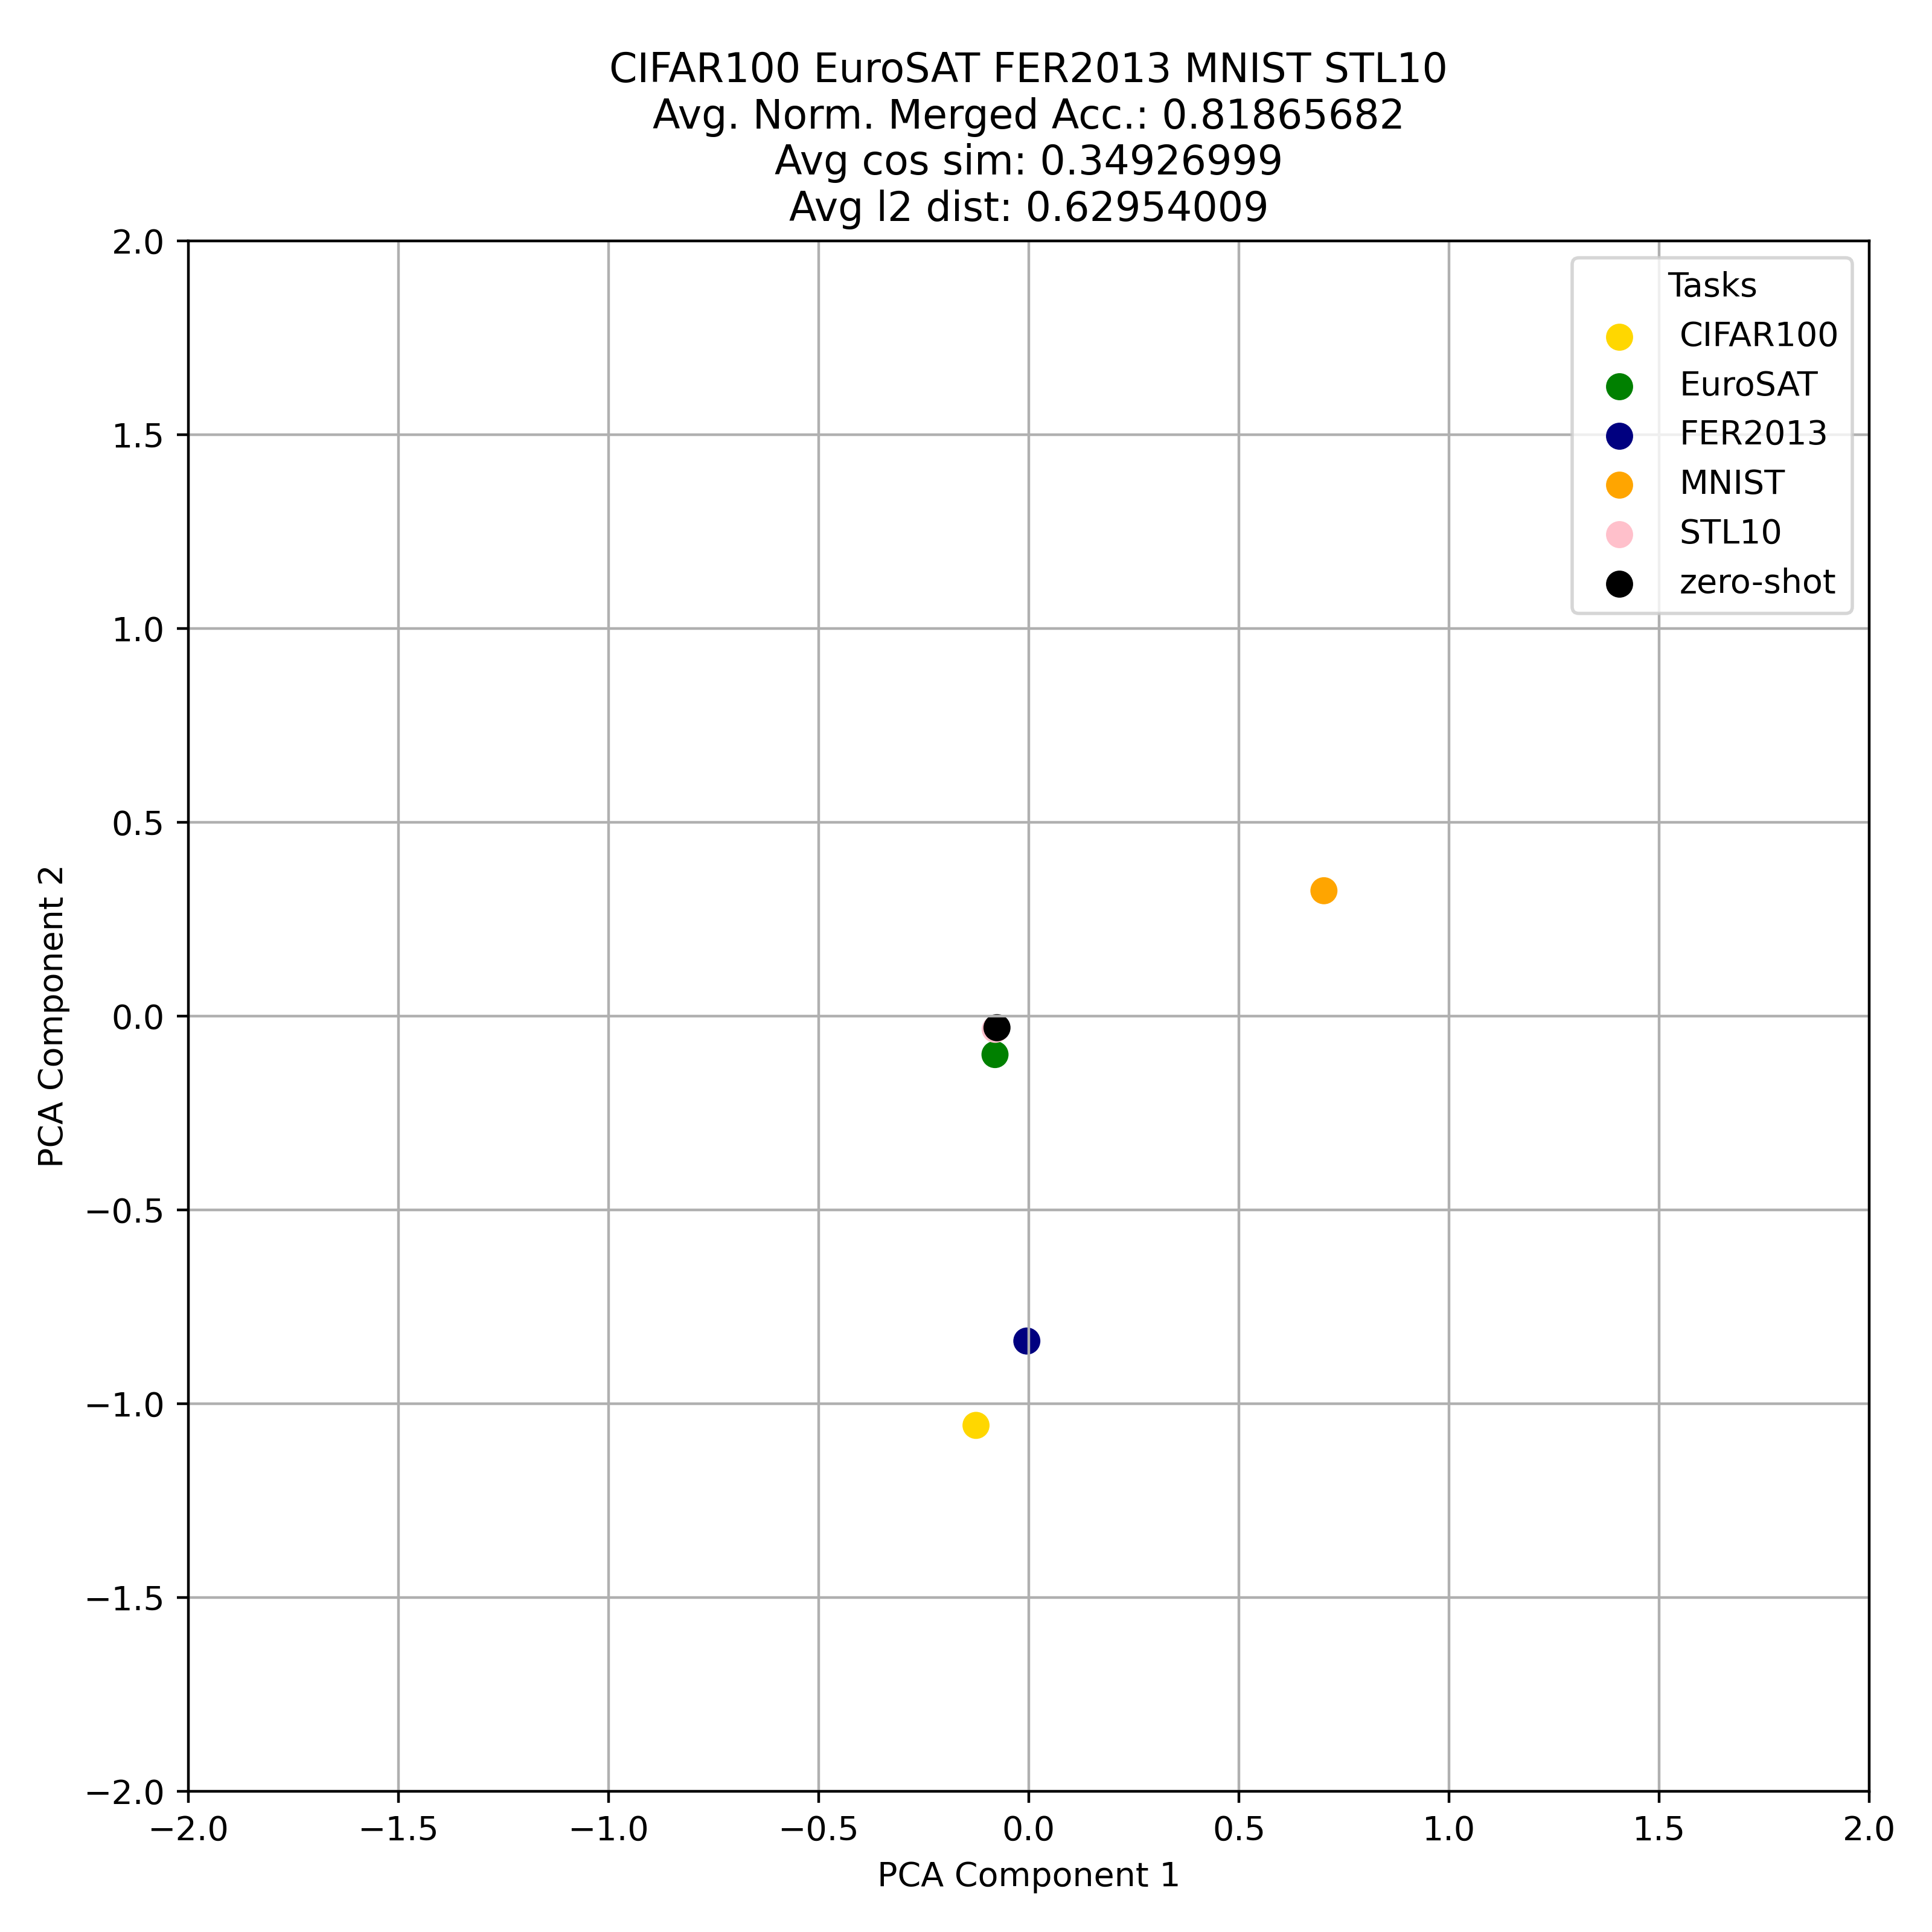 CIFAR100 EuroSAT FER2013 MNIST STL10
Avg. Norm. Merged Acc.: 0.81865682
Avg cos sim: 0.34926999
Avg l2 dist: 0.62954009
Tasks
CIFAR100
EuroSAT
FER2013
MNIST
STL10
zero-shot
2.0
1.5
1.0
0.5
0.0
−0.5
−1.0
−1.5
−2.0
PCA Component 2
−2.0 −1.5 −1.0 −0.5 0.0 0.5 1.0 1.5 2.0
PCA Component 1